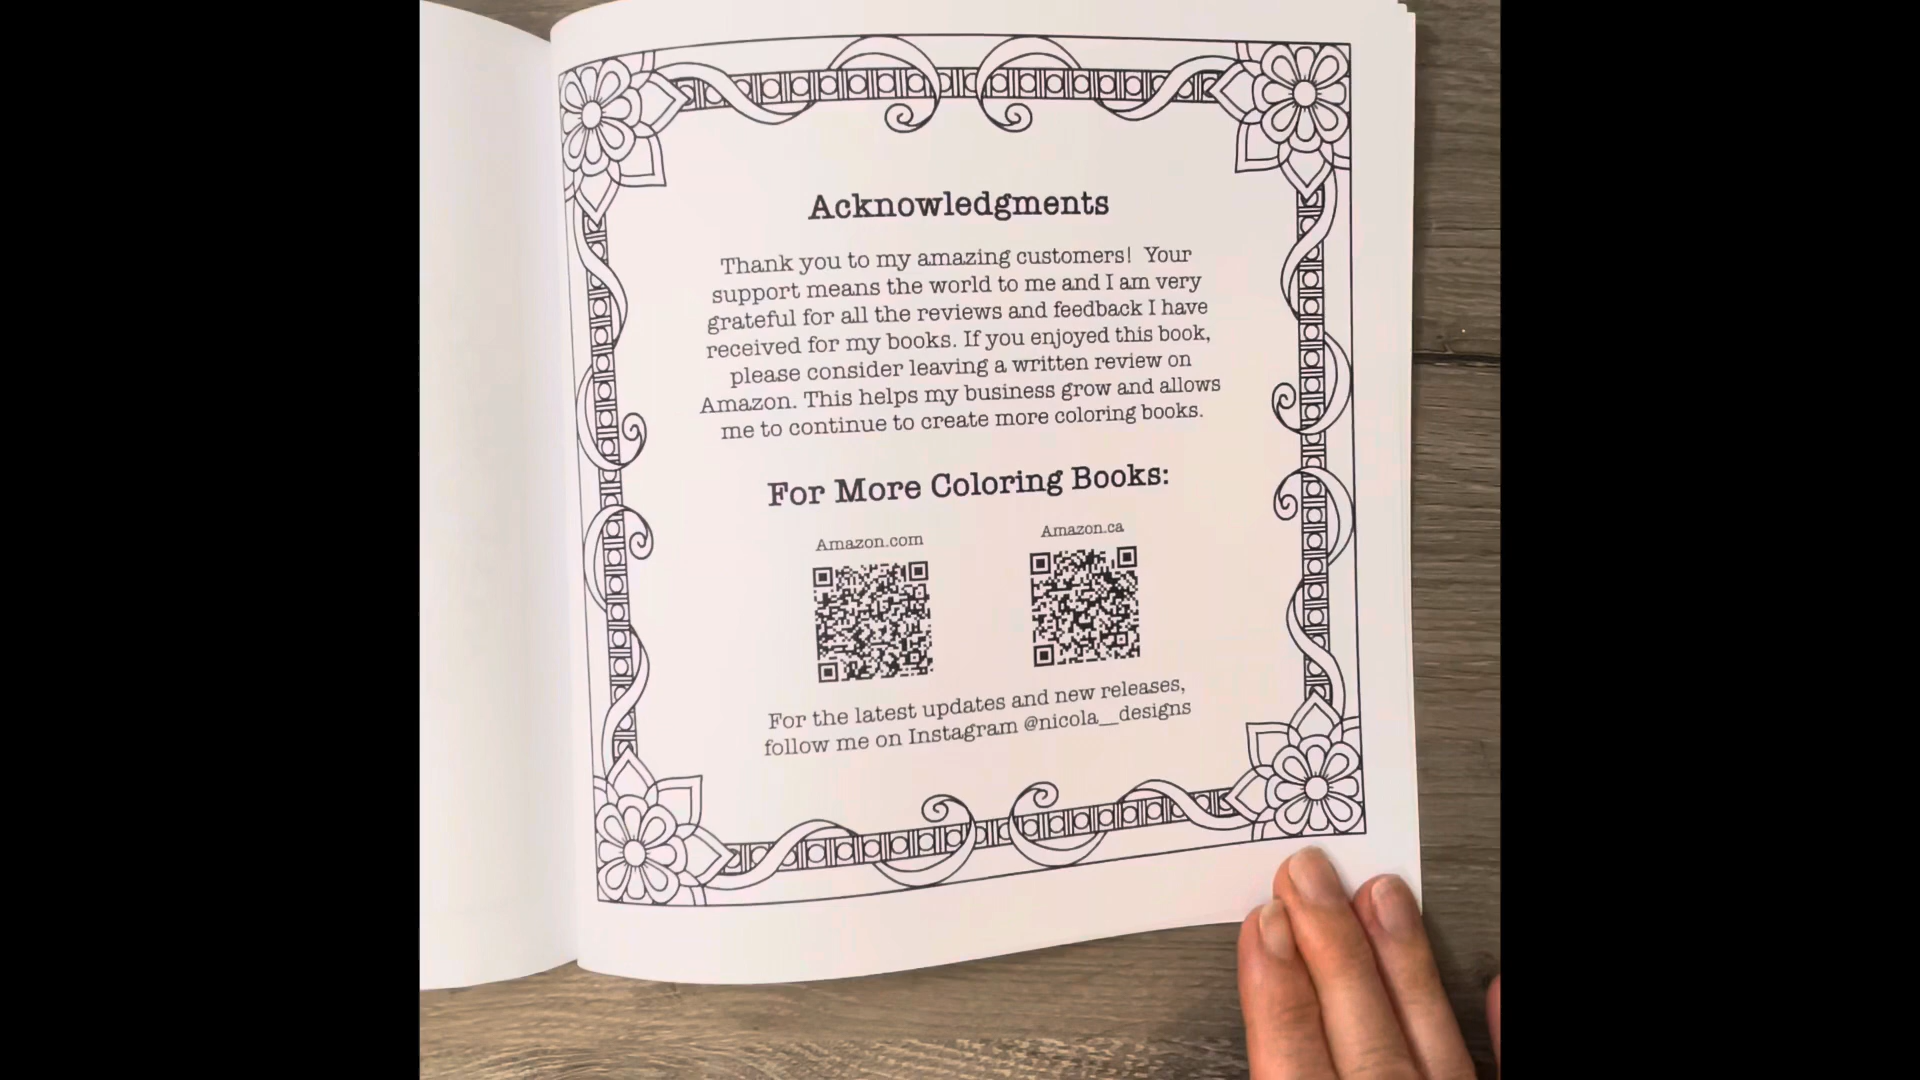 Acknowledgments
Thank you to my amazing customers! Your
support means the world to me and I am very
grateful for all the reviews and feedback I have
received for my books. If you enjoyed this book,
please consider leaving a written review on
Amazon. This helps my business grow and allows
me to continue to create more coloring books.
For More Coloring Books:
Amazon.com
Amazon.ca
For the latest updates and new releases,
follow me on Instagram @nicola__designs